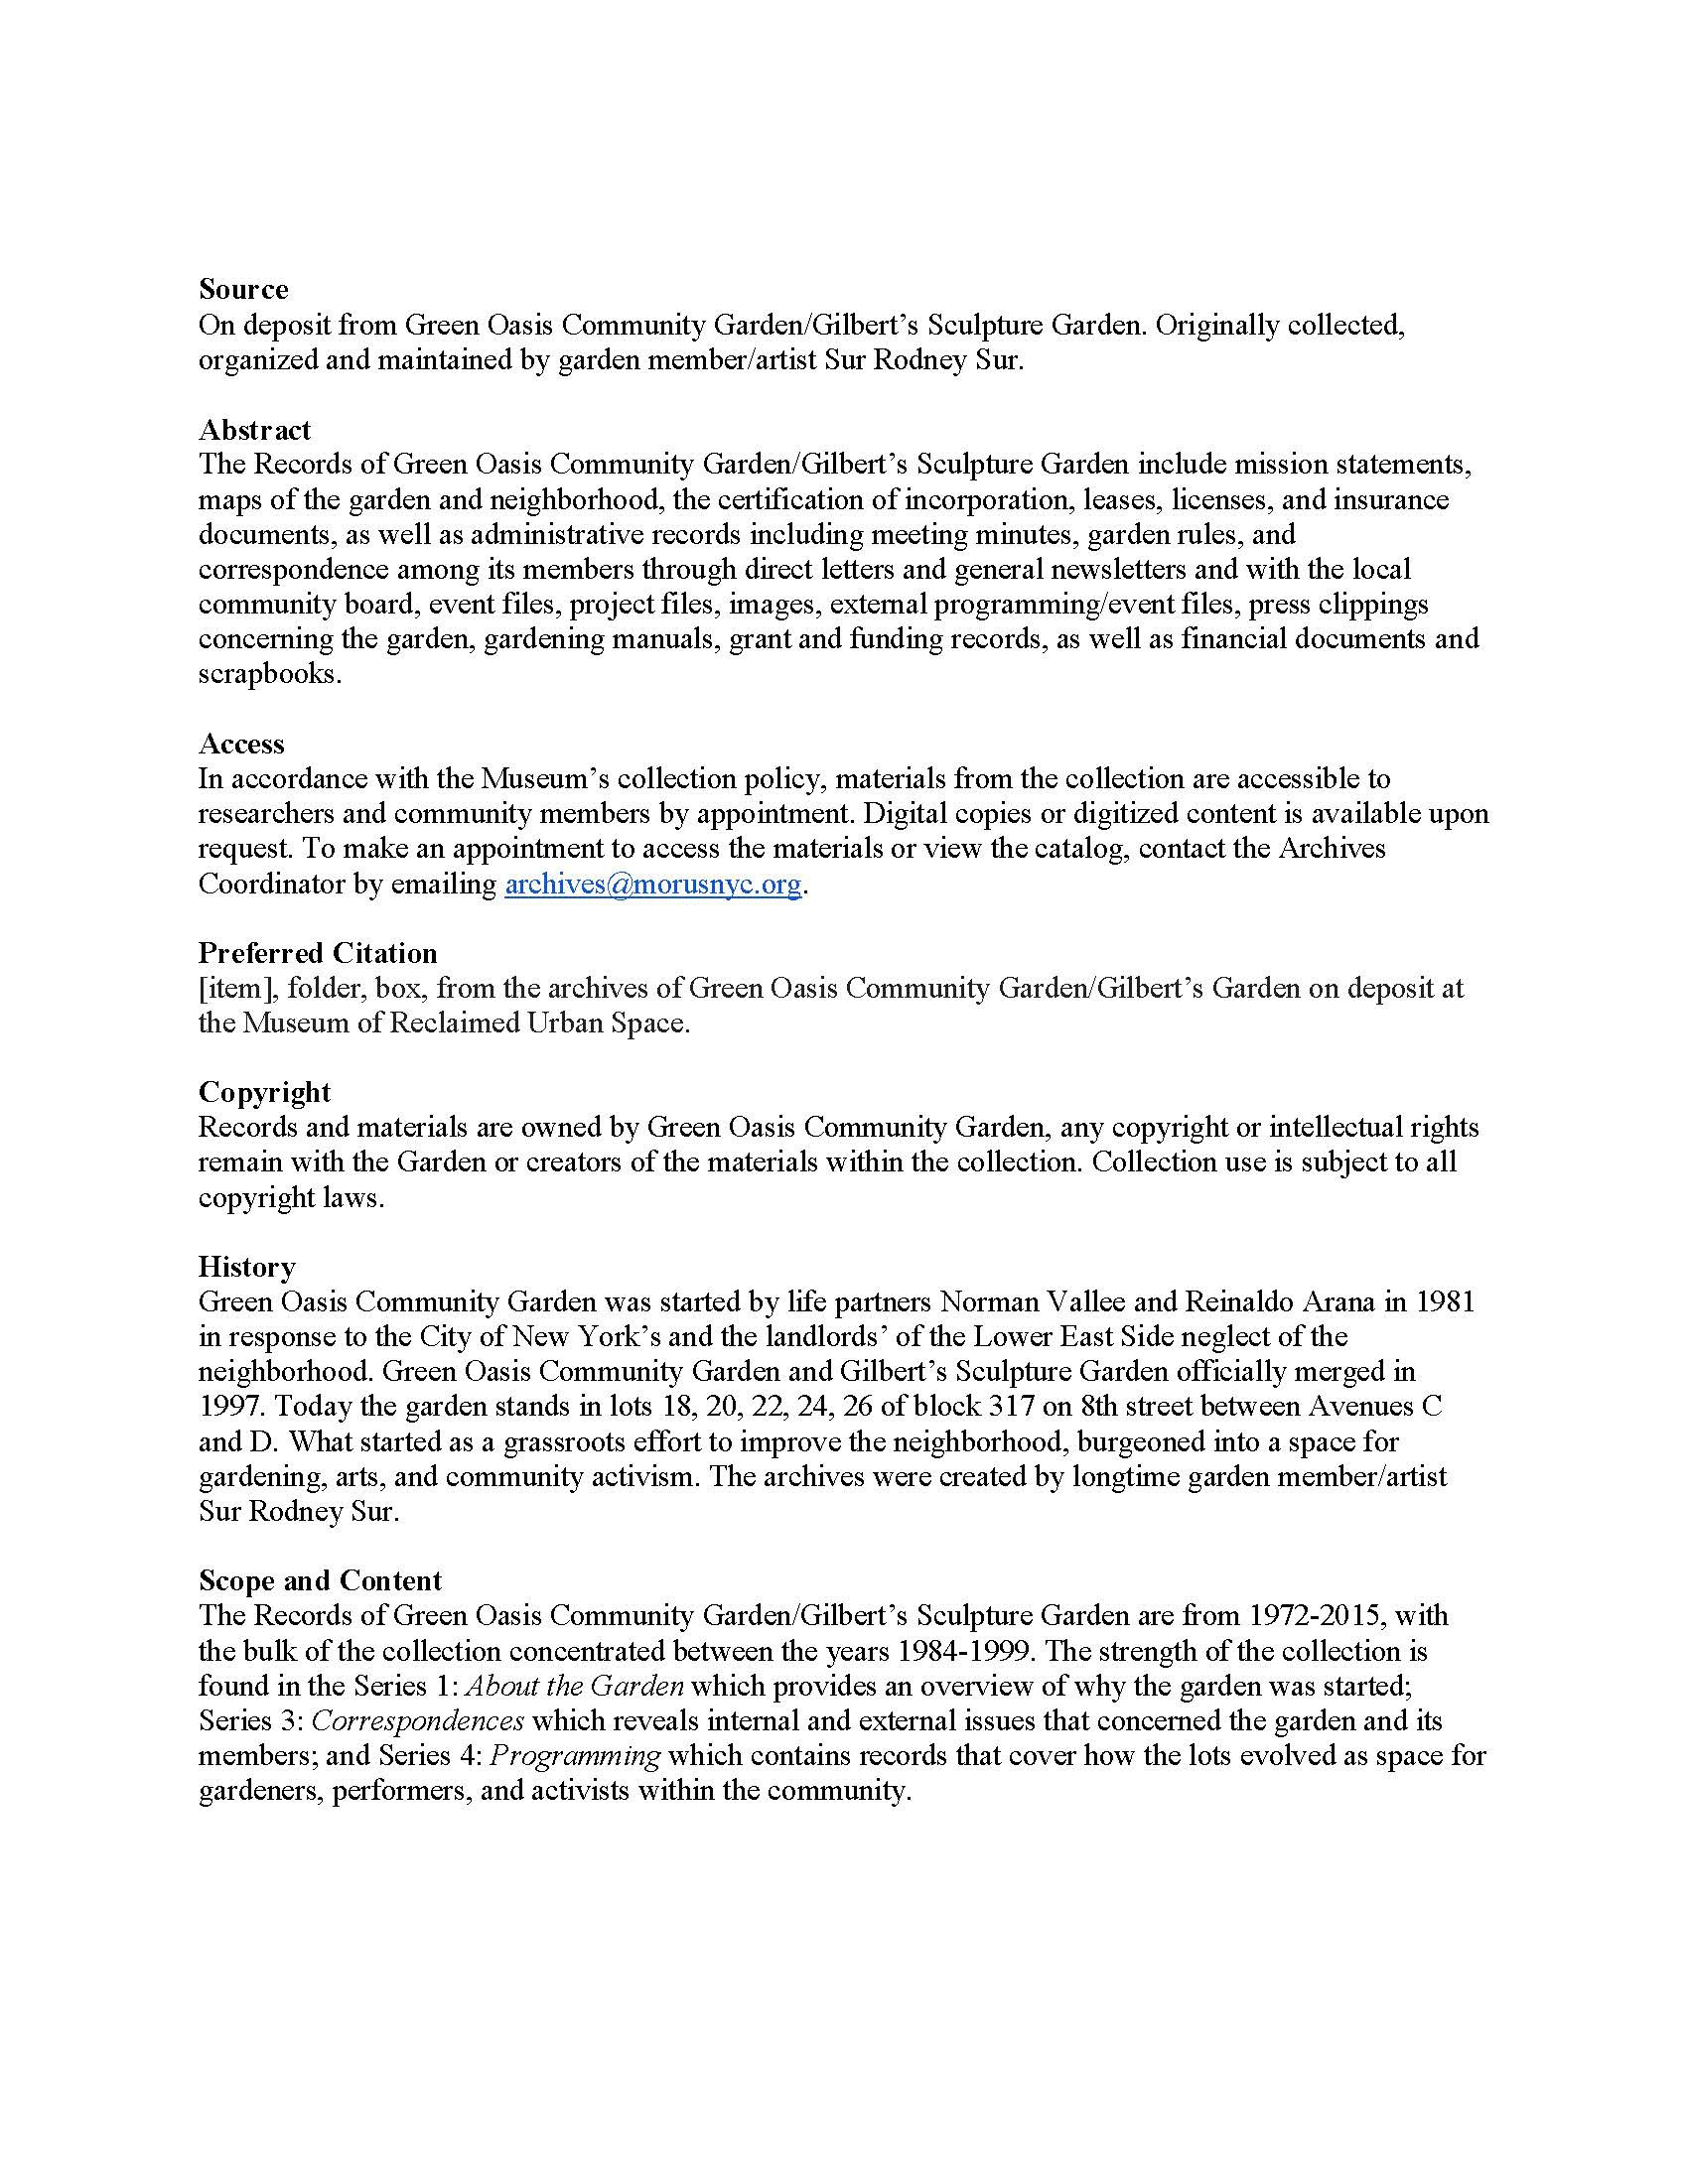 Source
On deposit from Green Oasis Community Garden/Gilbert’s Sculpture Garden. Originally collected,
organized and maintained by garden member/artist Sur Rodney Sur.
Abstract
The Records of Green Oasis Community Garden/Gilbert’s Sculpture Garden include mission statements,
maps of the garden and neighborhood, the certification of incorporation, leases, licenses, and insurance
documents, as well as administrative records including meeting minutes, garden rules, and
correspondence among its members through direct letters and general newsletters and with the local
community board, event files, project files, images, external programming/event files, press clippings
concerning the garden, gardening manuals, grant and funding records, as well as financial documents and
scrapbooks.
Access
In accordance with the Museum’s collection policy, materials from the collection are accessible to
researchers and community members by appointment. Digital copies or digitized content is available upon
request. To make an appointment to access the materials or view the catalog, contact the Archives
Coordinator by emailing archives@morusnyc.org.
Preferred Citation
[item], folder, box, from the archives of Green Oasis Community Garden/Gilbert’s Garden on deposit at
the Museum of Reclaimed Urban Space.
Copyright
Records and materials are owned by Green Oasis Community Garden, any copyright or intellectual rights
remain with the Garden or creators of the materials within the collection. Collection use is subject to all
copyright laws.
History
Green Oasis Community Garden was started by life partners Norman Vallee and Reinaldo Arana in 1981
in response to the City of New York’s and the landlords’ of the Lower East Side neglect of the
neighborhood. Green Oasis Community Garden and Gilbert’s Sculpture Garden officially merged in
1997. Today the garden stands in lots 18, 20, 22, 24, 26 of block 317 on 8th street between Avenues C
and D. What started as a grassroots effort to improve the neighborhood, burgeoned into a space for
gardening, arts, and community activism. The archives were created by longtime garden member/artist
Sur Rodney Sur.
Scope and Content
The Records of Green Oasis Community Garden/Gilbert’s Sculpture Garden are from 1972-2015, with
the bulk of the collection concentrated between the years 1984-1999. The strength of the collection is
found in the Series 1: About the Garden which provides an overview of why the garden was started;
Series 3: Correspondences which reveals internal and external issues that concerned the garden and its
members; and Series 4: Programming which contains records that cover how the lots evolved as space for
gardeners, performers, and activists within the community.